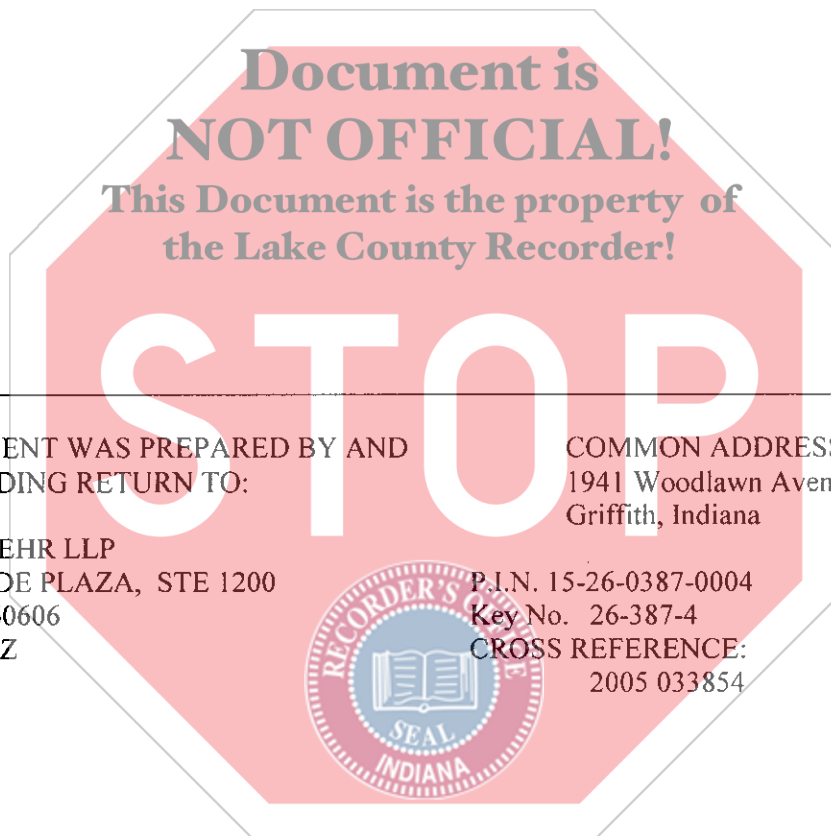 Document is
NOT OFFICIAL!
This Document is the property of
the Lake County Recorder!
STOP
ENT WAS PREPARED BY AND
DING RETURN TO:
EHR LLP
DE PLAZA, STE 1200
0606
Z
COMMON ADDRESS
1941 Woodlawn Aven
Griffith, Indiana
P.I.N. 15-26-0387-0004
Key No. 26-387-4
CROSS REFERENCE:
2005 033854
RECORDER'S OFFICE
SEAL
INDIANA